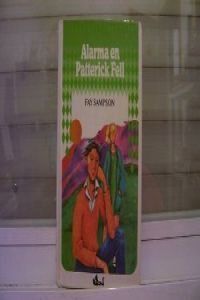 Alarma en
Patterick Fell
FAY SAMPSON